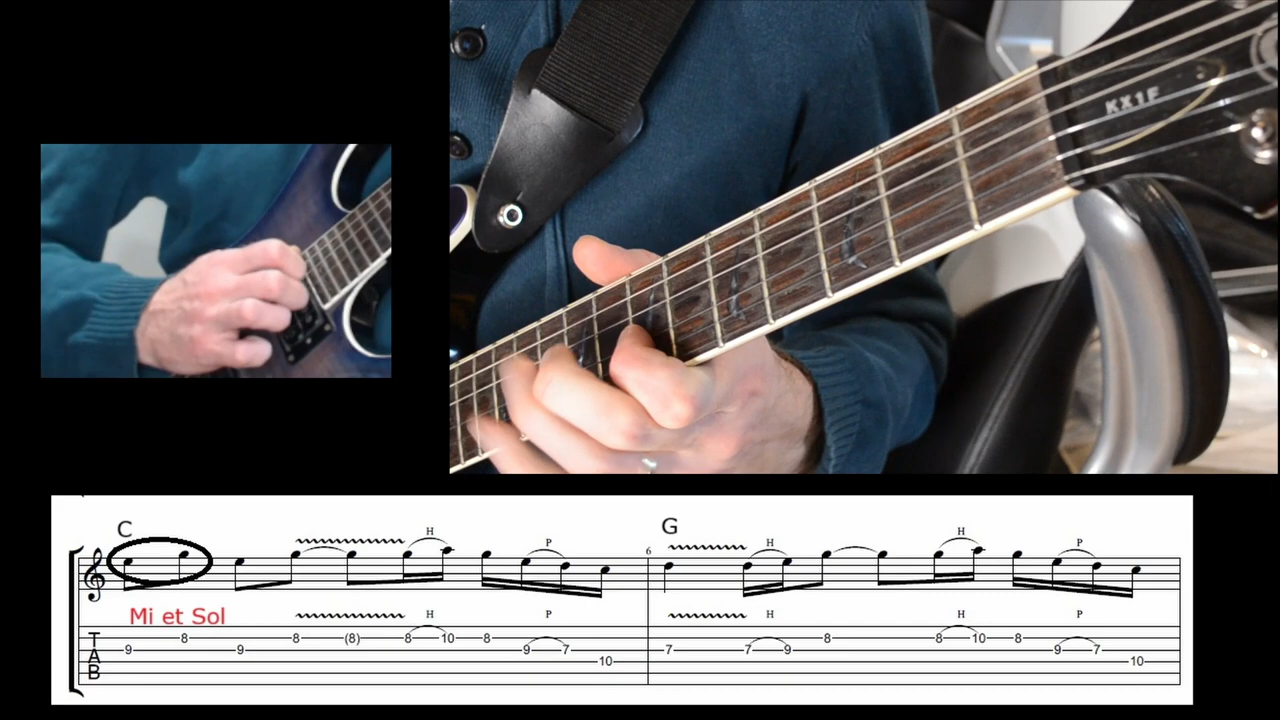 KX1F
C G
H P 6 H H P
Mi et Sol
H P H H P
T 8 8 (8) 8 10 8 8 8 10 8
A 9 9 9 7 7 7 9 9 7
B 10 10